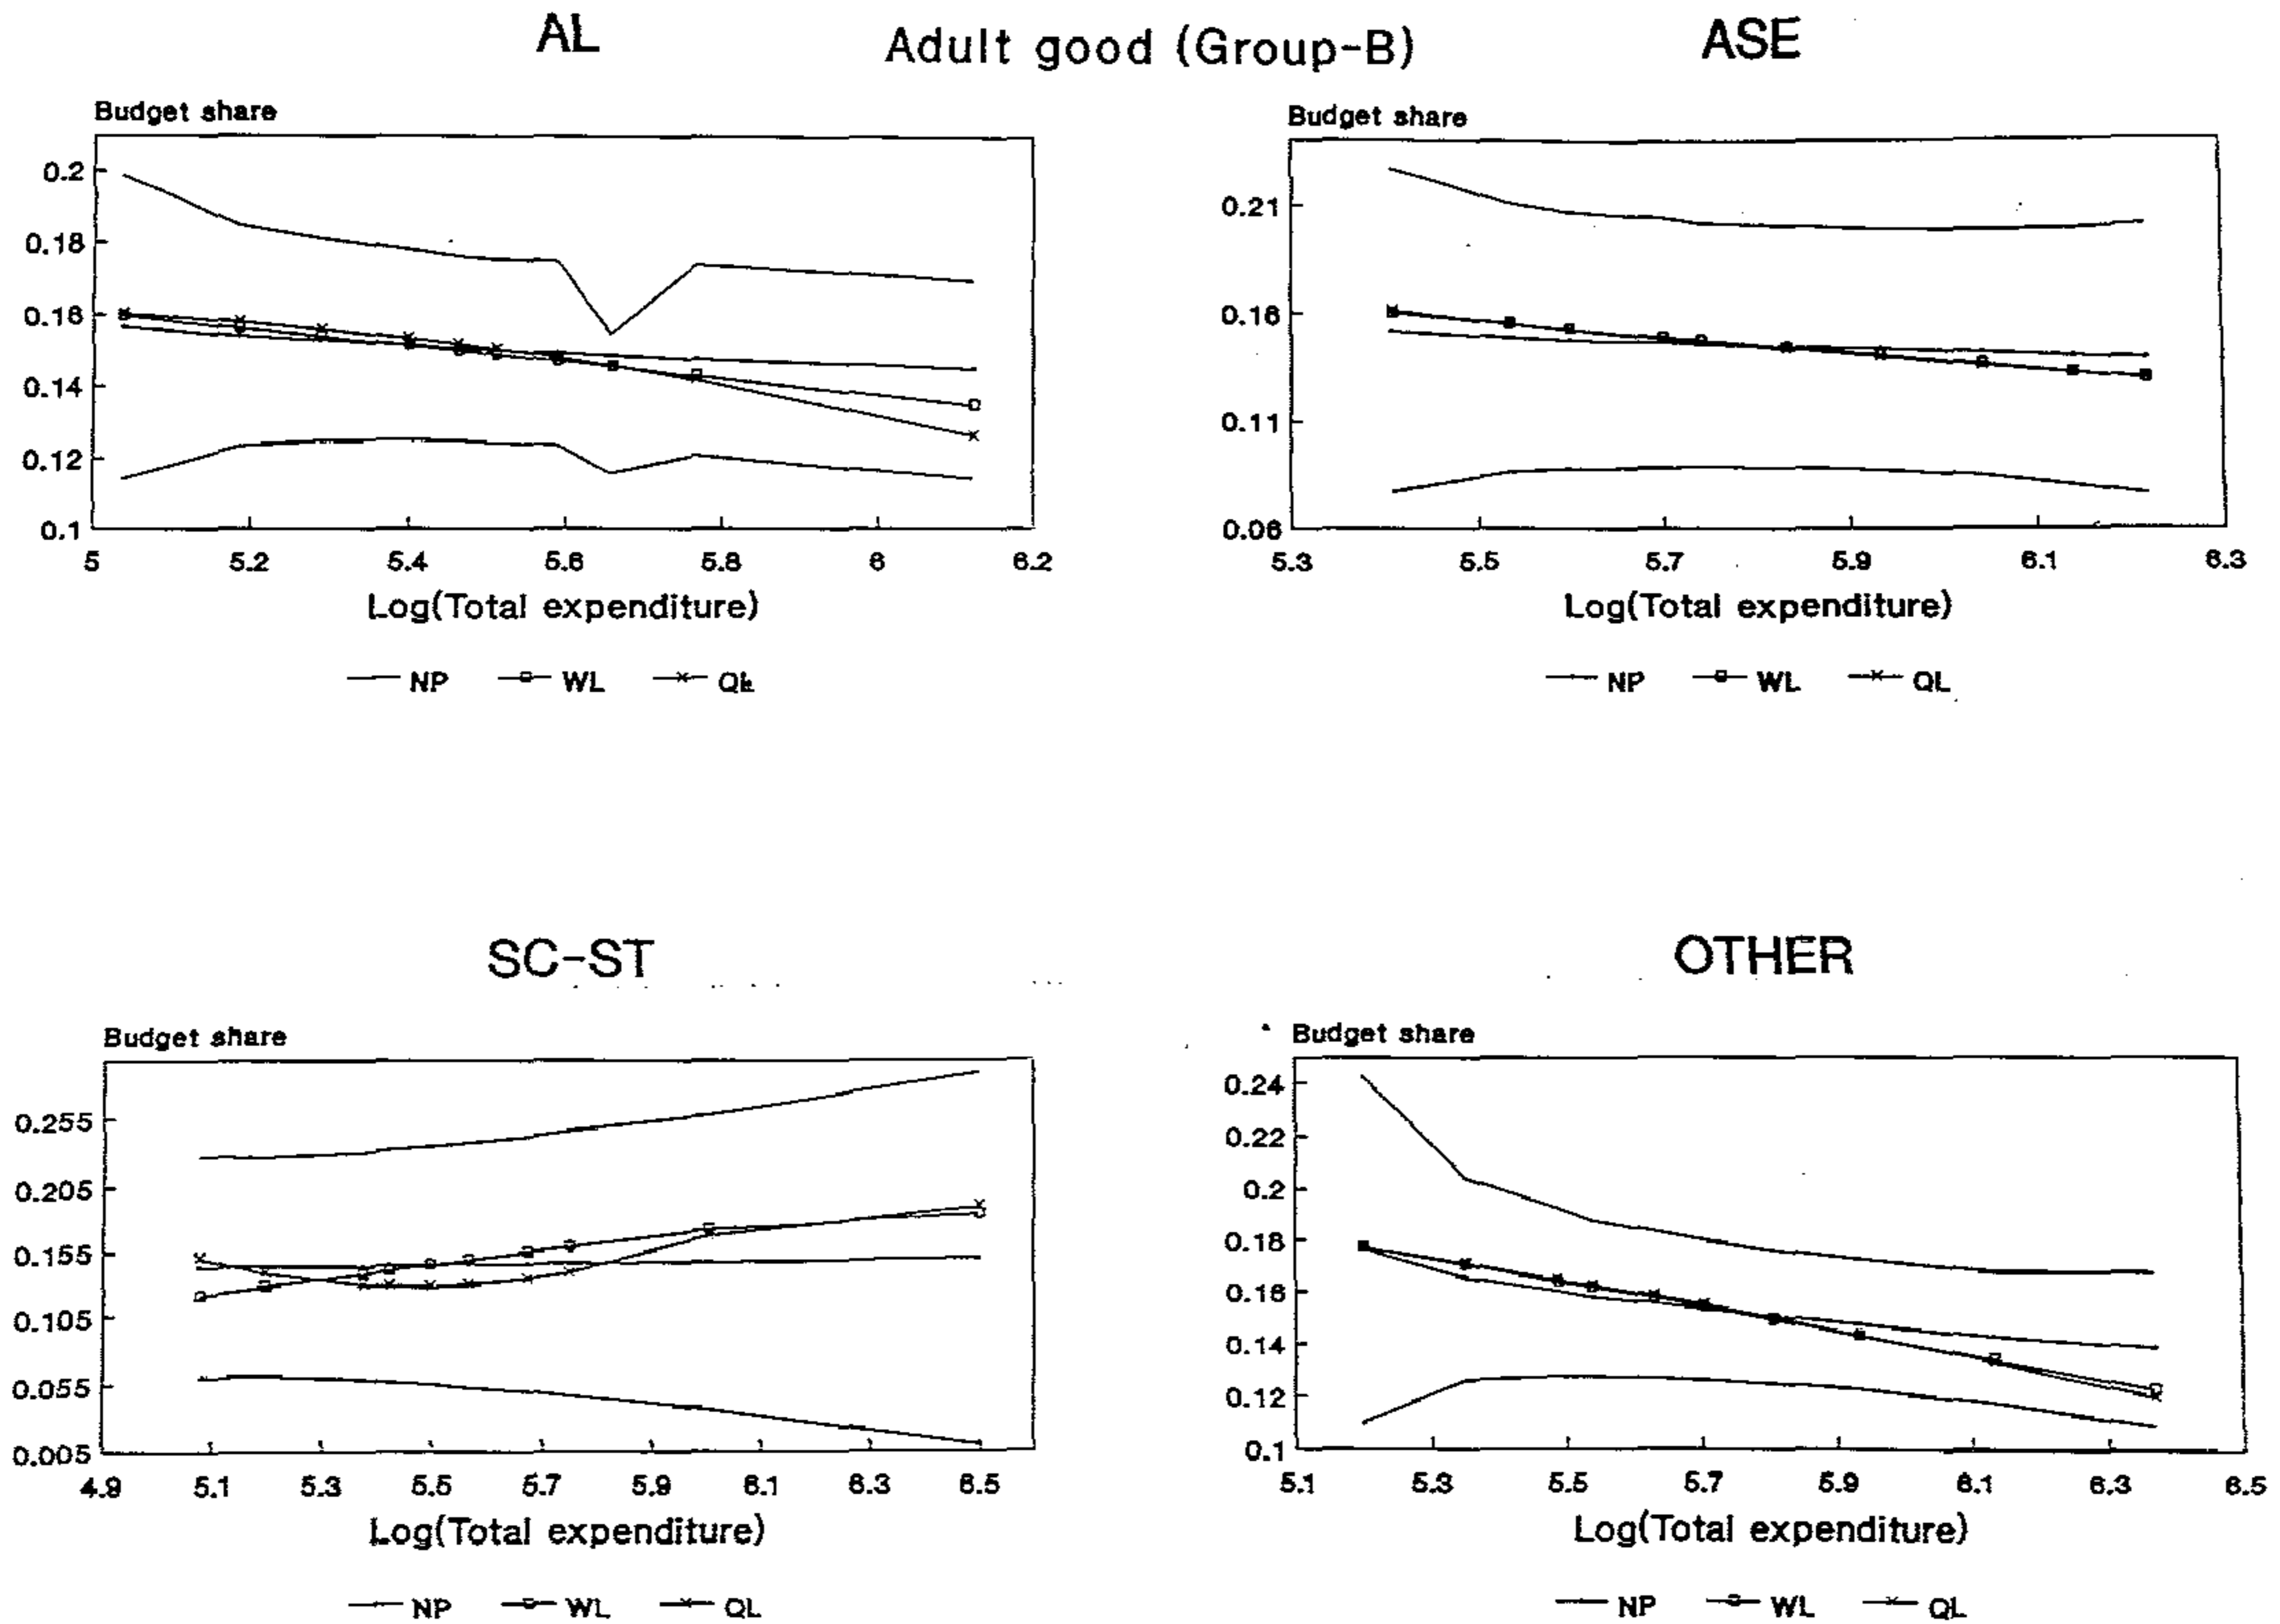 AL
Adult good (Group-B)
ASE
Budget share
0.2
0.18
0.16
0.14
0.12
0.1
5 5.2 5.4 5.6 5.8 6 6.2
Log(Total expenditure)
NP WL QL
Budget share
0.21
0.16
0.11
0.06
5.3 5.5 5.7 5.9 6.1 6.3
Log(Total expenditure)
NP WL QL
SC-ST
Budget share
0.255
0.205
0.155
0.105
0.055
0.005
4.9 5.1 5.3 5.5 5.7 5.9 6.1 6.3 6.5
Log(Total expenditure)
NP WL QL
OTHER
Budget share
0.24
0.22
0.2
0.18
0.16
0.14
0.12
0.1
5.1 5.3 5.5 5.7 5.9 6.1 6.3 6.5
Log(Total expenditure)
NP WL QL